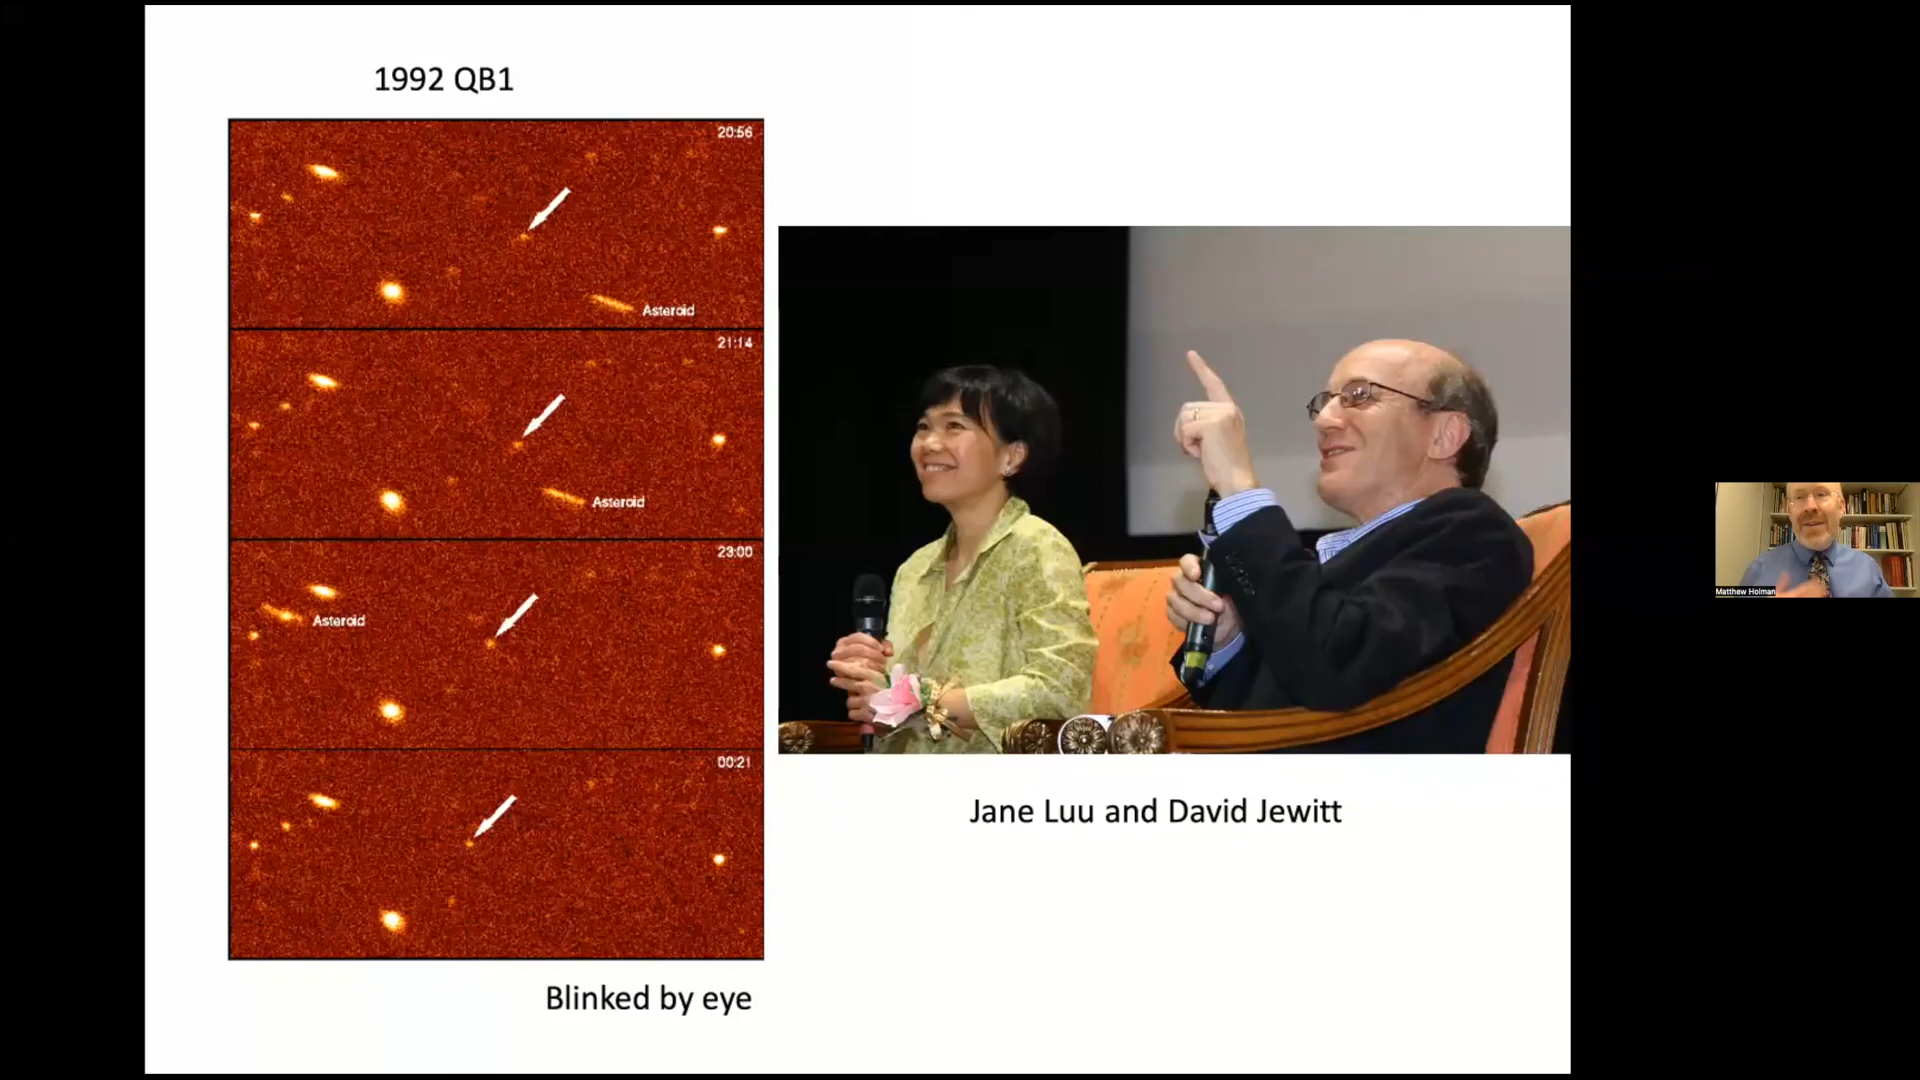 1992 QB1
20:56
Asteroid
21:14
Asteroid
23:00
Asteroid
00:21
Blinked by eye
Jane Luu and David Jewitt
Matthew Holman